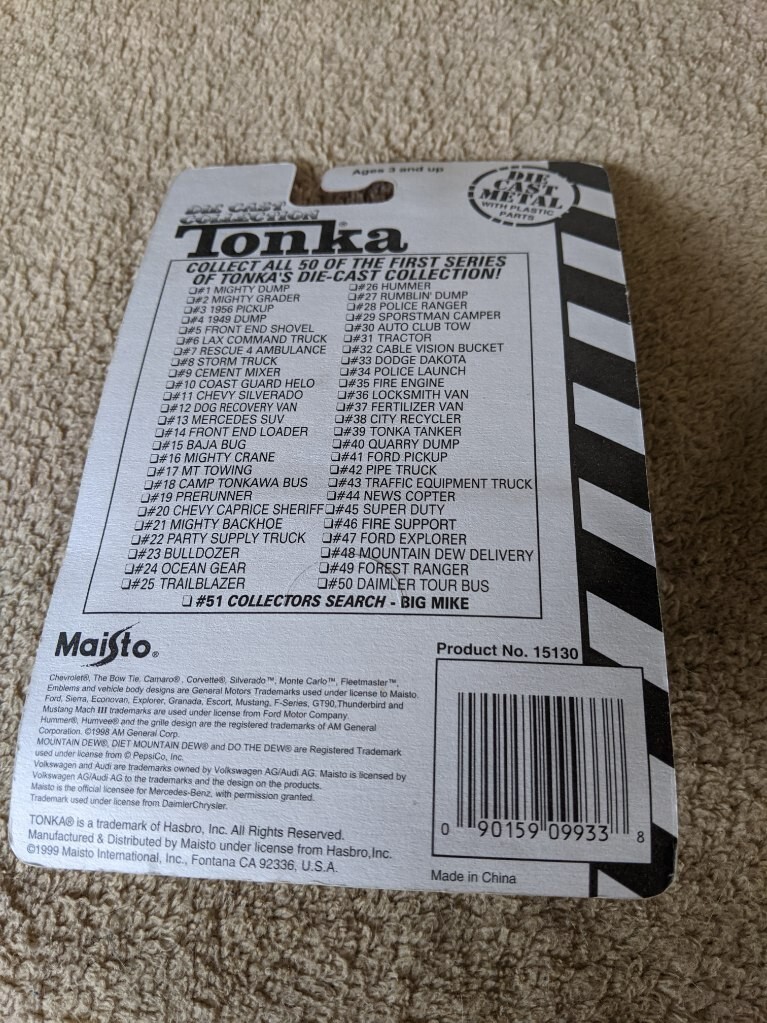 Ages 3 and up
DIE CAST
METAL
WITH PLASTIC
PARTS
DIE CAST
COLLECTION
Tonka®
COLLECT ALL 50 OF THE FIRST SERIES
OF TONKA'S DIE-CAST COLLECTION!
❑#1 MIGHTY DUMP
❑#2 MIGHTY GRADER
❑#3 1956 PICKUP
❑#4 1949 DUMP
❑#5 FRONT END SHOVEL
❑#6 LAX COMMAND TRUCK
❑#7 RESCUE 4 AMBULANCE
❑#8 STORM TRUCK
❑#9 CEMENT MIXER
❑#10 COAST GUARD HELO
❑#11 CHEVY SILVERADO
❑#12 DOG RECOVERY VAN
❑#13 MERCEDES SUV
❑#14 FRONT END LOADER
❑#15 BAJA BUG
❑#16 MIGHTY CRANE
❑#17 MT TOWING
❑#18 CAMP TONKAWA BUS
❑#19 PRERUNNER
❑#20 CHEVY CAPRICE SHERIFF
❑#21 MIGHTY BACKHOE
❑#22 PARTY SUPPLY TRUCK
❑#23 BULLDOZER
❑#24 OCEAN GEAR
❑#25 TRAILBLAZER
❑#26 HUMMER
❑#27 RUMBLIN' DUMP
❑#28 POLICE RANGER
❑#29 SPORSTMAN CAMPER
❑#30 AUTO CLUB TOW
❑#31 TRACTOR
❑#32 CABLE VISION BUCKET
❑#33 DODGE DAKOTA
❑#34 POLICE LAUNCH
❑#35 FIRE ENGINE
❑#36 LOCKSMITH VAN
❑#37 FERTILIZER VAN
❑#38 CITY RECYCLER
❑#39 TONKA TANKER
❑#40 QUARRY DUMP
❑#41 FORD PICKUP
❑#42 PIPE TRUCK
❑#43 TRAFFIC EQUIPMENT TRUCK
❑#44 NEWS COPTER
❑#45 SUPER DUTY
❑#46 FIRE SUPPORT
❑#47 FORD EXPLORER
❑#48 MOUNTAIN DEW DELIVERY
❑#49 FOREST RANGER
❑#50 DAIMLER TOUR BUS
❑ #51 COLLECTORS SEARCH - BIG MIKE
Maisto®
Chevrolet®, The Bow Tie, Camaro®, Corvette®, Silverado™, Monte Carlo™, Fleetmaster™,
Emblems and vehicle body designs are General Motors Trademarks used under license to Maisto
Ford, Sierra, Econovan, Explorer, Granada, Escort, Mustang, F-Series, GT90,Thunderbird and
Mustang Mach III trademarks are used under license from Ford Motor Company
Hummer®, Humvee® and the grille design are the registered trademarks of AM General
Corporation. ©1998 AM General Corp.
MOUNTAIN DEW®, DIET MOUNTAIN DEW® and DO THE DEW® are Registered Trademark
used under license from © PepsiCo, Inc.
Volkswagen and Audi are trademarks owned by Volkswagen AG/Audi AG. Maisto is licensed by
Volkswagen AG/Audi AG to the trademarks and the design on the products.
Maisto is the official licensee for Mercedes-Benz, with permission granted.
Trademark used under license from DaimlerChrysler.
TONKA® is a trademark of Hasbro, Inc. All Rights Reserved.
Manufactured & Distributed by Maisto under license from Hasbro,Inc.
©1999 Maisto International, Inc., Fontana CA 92336, U.S.A.
Product No. 15130
0 90159 09933 8
Made in China